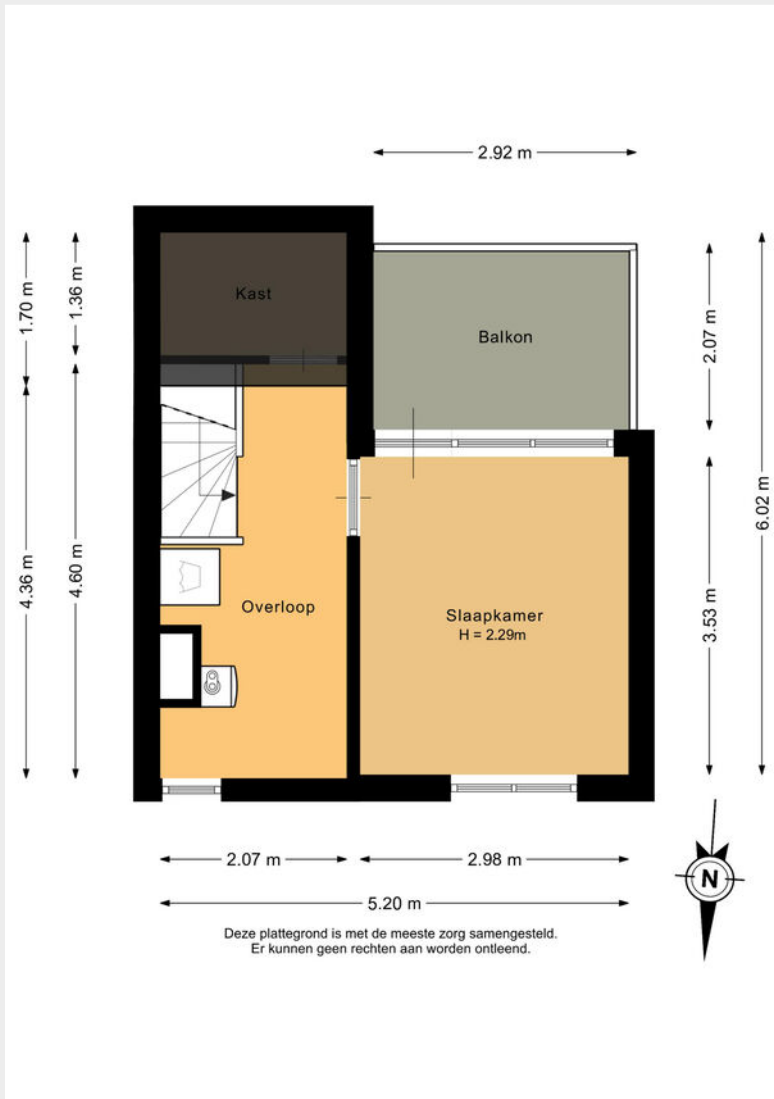 2.92 m
1.70 m
1.36 m
Kast
Balkon
2.07 m
6.02 m
4.36 m
4.60 m
Overloop
Slaapkamer
H = 2.29m
3.53 m
2.07 m
2.98 m
5.20 m
N
Deze plattegrond is met de meeste zorg samengesteld.
Er kunnen geen rechten aan worden ontleend.